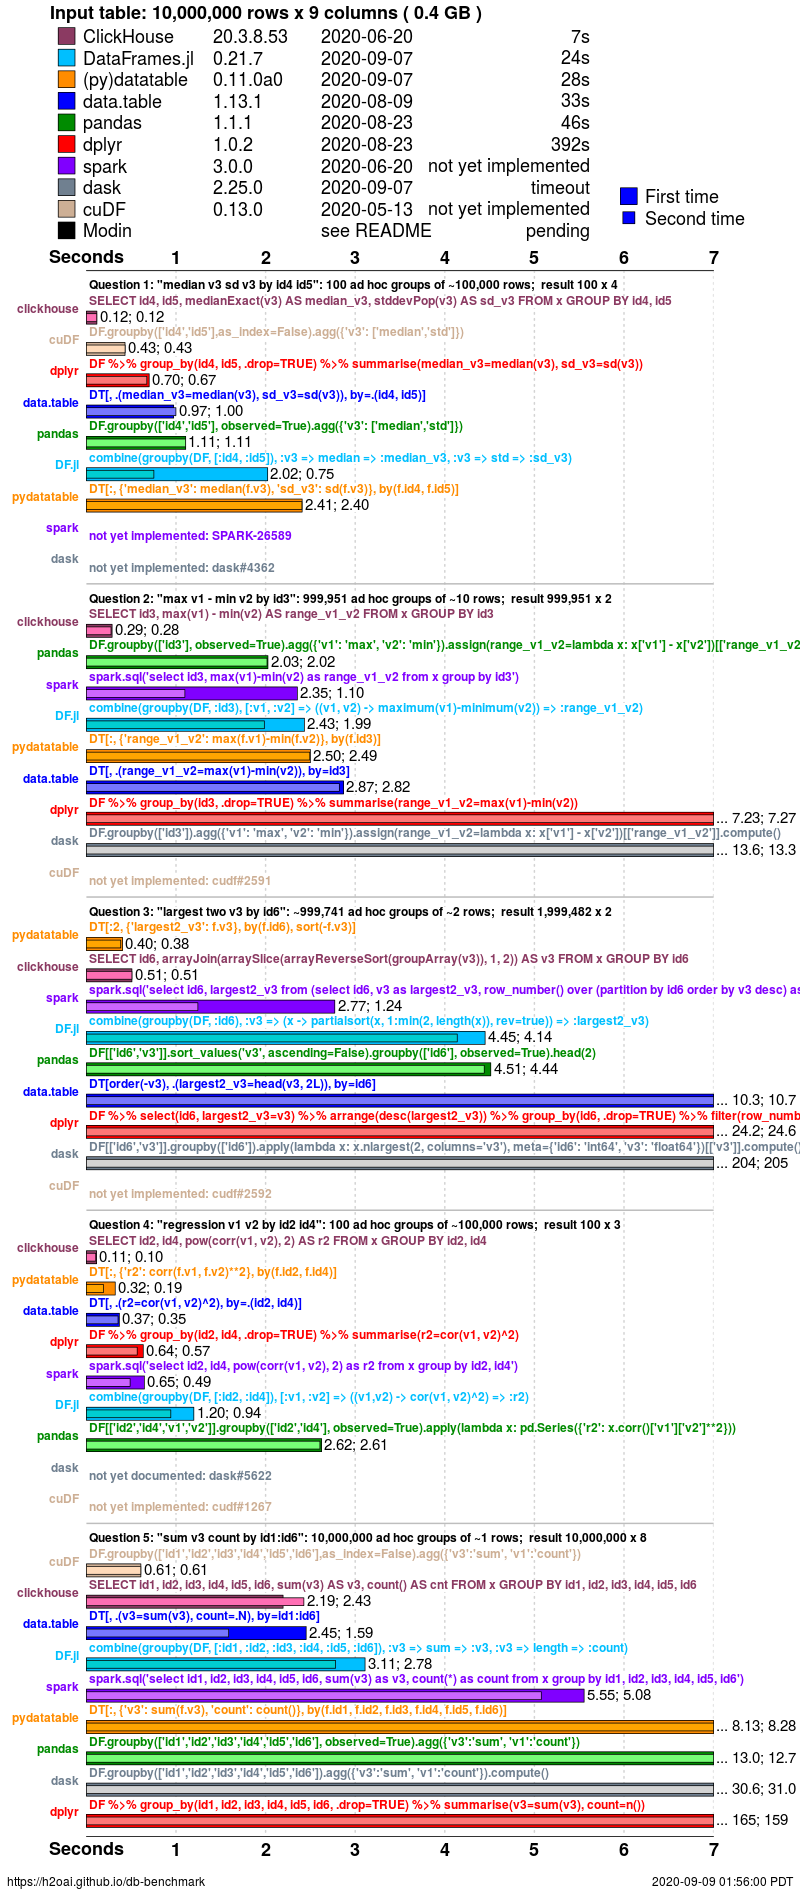 Input table: 10,000,000 rows x 9 columns ( 0.4 GB )
ClickHouse 20.3.8.53 2020-06-20 7s
DataFrames.jl 0.21.7 2020-09-07 24s
(py)datatable 0.11.0a0 2020-09-07 28s
data.table 1.13.1 2020-08-09 33s
pandas 1.1.1 2020-08-23 46s
dplyr 1.0.2 2020-08-23 392s
spark 3.0.0 2020-06-20 not yet implemented
dask 2.25.0 2020-09-07 timeout
cuDF 0.13.0 2020-05-13 not yet implemented
Modin see README pending
First time
Second time
Seconds 1 2 3 4 5 6 7
Question 1: "median v3 sd v3 by id4 id5": 100 ad hoc groups of ~100,000 rows; result 100 x 4
SELECT id4, id5, medianExact(v3) AS median_v3, stddevPop(v3) AS sd_v3 FROM x GROUP BY id4, id5
clickhouse 0.12; 0.12
DF.groupby(['id4','id5'],as_index=False).agg({'v3': ['median','std']})
cuDF 0.43; 0.43
DF %>% group_by(id4, id5, .drop=TRUE) %>% summarise(median_v3=median(v3), sd_v3=sd(v3))
dplyr 0.70; 0.67
DT[, .(median_v3=median(v3), sd_v3=sd(v3)), by=.(id4, id5)]
data.table 0.97; 1.00
DF.groupby(['id4','id5'], observed=True).agg({'v3': ['median','std']})
pandas 1.11; 1.11
combine(groupby(DF, [:id4, :id5]), :v3 => median => :median_v3, :v3 => std => :sd_v3)
DF.jl 2.02; 0.75
DT[:, {'median_v3': median(f.v3), 'sd_v3': sd(f.v3)}, by(f.id4, f.id5)]
pydatatable 2.41; 2.40
spark not yet implemented: SPARK-26589
dask not yet implemented: dask#4362
Question 2: "max v1 - min v2 by id3": 999,951 ad hoc groups of ~10 rows; result 999,951 x 2
SELECT id3, max(v1) - min(v2) AS range_v1_v2 FROM x GROUP BY id3
clickhouse 0.29; 0.28
DF.groupby(['id3'], observed=True).agg({'v1': 'max', 'v2': 'min'}).assign(range_v1_v2=lambda x: x['v1'] - x['v2'])[['range_v1_v2
pandas 2.03; 2.02
spark.sql('select id3, max(v1)-min(v2) as range_v1_v2 from x group by id3')
spark 2.35; 1.10
combine(groupby(DF, :id3), [:v1, :v2] => ((v1, v2) -> maximum(v1)-minimum(v2)) => :range_v1_v2)
DF.jl 2.43; 1.99
DT[:, {'range_v1_v2': max(f.v1)-min(f.v2)}, by(f.id3)]
pydatatable 2.50; 2.49
DT[, .(range_v1_v2=max(v1)-min(v2)), by=id3]
data.table 2.87; 2.82
DF %>% group_by(id3, .drop=TRUE) %>% summarise(range_v1_v2=max(v1)-min(v2))
dplyr ... 7.23; 7.27
DF.groupby(['id3']).agg({'v1': 'max', 'v2': 'min'}).assign(range_v1_v2=lambda x: x['v1'] - x['v2'])[['range_v1_v2']].compute()
dask ... 13.6; 13.3
cuDF not yet implemented: cudf#2591
Question 3: "largest two v3 by id6": ~999,741 ad hoc groups of ~2 rows; result 1,999,482 x 2
DT[:2, {'largest2_v3': f.v3}, by(f.id6), sort(-f.v3)]
pydatatable 0.40; 0.38
SELECT id6, arrayJoin(arraySlice(arrayReverseSort(groupArray(v3)), 1, 2)) AS v3 FROM x GROUP BY id6
clickhouse 0.51; 0.51
spark.sql('select id6, largest2_v3 from (select id6, v3 as largest2_v3, row_number() over (partition by id6 order by v3 desc) as
spark 2.77; 1.24
combine(groupby(DF, :id6), :v3 => (x -> partialsort(x, 1:min(2, length(x)), rev=true)) => :largest2_v3)
DF.jl 4.45; 4.14
DF[['id6','v3']].sort_values('v3', ascending=False).groupby(['id6'], observed=True).head(2)
pandas 4.51; 4.44
DT[order(-v3), .(largest2_v3=head(v3, 2L)), by=id6]
data.table ... 10.3; 10.7
DF %>% select(id6, largest2_v3=v3) %>% arrange(desc(largest2_v3)) %>% group_by(id6, .drop=TRUE) %>% filter(row_numb
dplyr ... 24.2; 24.6
DF[['id6','v3']].groupby(['id6']).apply(lambda x: x.nlargest(2, columns='v3'), meta={'id6': 'int64', 'v3': 'float64'})[['v3']].compute()
dask ... 204; 205
cuDF not yet implemented: cudf#2592
Question 4: "regression v1 v2 by id2 id4": 100 ad hoc groups of ~100,000 rows; result 100 x 3
SELECT id2, id4, pow(corr(v1, v2), 2) AS r2 FROM x GROUP BY id2, id4
clickhouse 0.11; 0.10
DT[:, {'r2': corr(f.v1, f.v2)**2}, by(f.id2, f.id4)]
pydatatable 0.32; 0.19
DT[, .(r2=cor(v1, v2)^2), by=.(id2, id4)]
data.table 0.37; 0.35
DF %>% group_by(id2, id4, .drop=TRUE) %>% summarise(r2=cor(v1, v2)^2)
dplyr 0.64; 0.57
spark.sql('select id2, id4, pow(corr(v1, v2), 2) as r2 from x group by id2, id4')
spark 0.65; 0.49
combine(groupby(DF, [:id2, :id4]), [:v1, :v2] => ((v1,v2) -> cor(v1, v2)^2) => :r2)
DF.jl 1.20; 0.94
DF[['id2','id4','v1','v2']].groupby(['id2','id4'], observed=True).apply(lambda x: pd.Series({'r2': x.corr()['v1']['v2']**2}))
pandas 2.62; 2.61
dask not yet documented: dask#5622
cuDF not yet implemented: cudf#1267
Question 5: "sum v3 count by id1:id6": 10,000,000 ad hoc groups of ~1 rows; result 10,000,000 x 8
DF.groupby(['id1','id2','id3','id4','id5','id6'],as_index=False).agg({'v3':'sum', 'v1':'count'})
cuDF 0.61; 0.61
SELECT id1, id2, id3, id4, id5, id6, sum(v3) AS v3, count() AS cnt FROM x GROUP BY id1, id2, id3, id4, id5, id6
clickhouse 2.19; 2.43
DT[, .(v3=sum(v3), count=.N), by=id1:id6]
data.table 2.45; 1.59
combine(groupby(DF, [:id1, :id2, :id3, :id4, :id5, :id6]), :v3 => sum => :v3, :v3 => length => :count)
DF.jl 3.11; 2.78
spark.sql('select id1, id2, id3, id4, id5, id6, sum(v3) as v3, count(*) as count from x group by id1, id2, id3, id4, id5, id6')
spark 5.55; 5.08
DT[:, {'v3': sum(f.v3), 'count': count()}, by(f.id1, f.id2, f.id3, f.id4, f.id5, f.id6)]
pydatatable ... 8.13; 8.28
DF.groupby(['id1','id2','id3','id4','id5','id6'], observed=True).agg({'v3':'sum', 'v1':'count'})
pandas ... 13.0; 12.7
DF.groupby(['id1','id2','id3','id4','id5','id6']).agg({'v3':'sum', 'v1':'count'}).compute()
dask ... 30.6; 31.0
DF %>% group_by(id1, id2, id3, id4, id5, id6, .drop=TRUE) %>% summarise(v3=sum(v3), count=n())
dplyr ... 165; 159
Seconds 1 2 3 4 5 6 7
https://h2oai.github.io/db-benchmark 2020-09-09 01:56:00 PDT